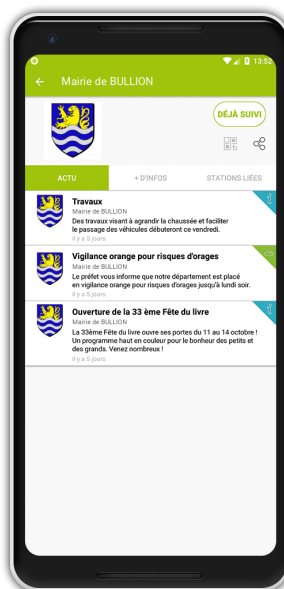 13:52
Mairie de BULLION
DÉJÀ SUIVI
ACTU
+ D'INFOS
STATIONS LIÉES
Travaux
Mairie de BULLION
Des travaux visant à agrandir la chaussée et faciliter
le passage des véhicules débuteront ce vendredi.
il y a 5 jours
Vigilance orange pour risques d'orages
Mairie de BULLION
Le préfet vous informe que notre département est placé
en vigilance orange pour risques d'orages jusqu'à lundi soir.
il y a 5 jours
Ouverture de la 33 ème Fête du livre
Mairie de BULLION
La 33ème Fête du livre ouvre ses portes du 11 au 14 octobre !
Un programme haut en couleur pour le bonheur des petits et
des grands. Venez nombreux !
il y a 5 jours